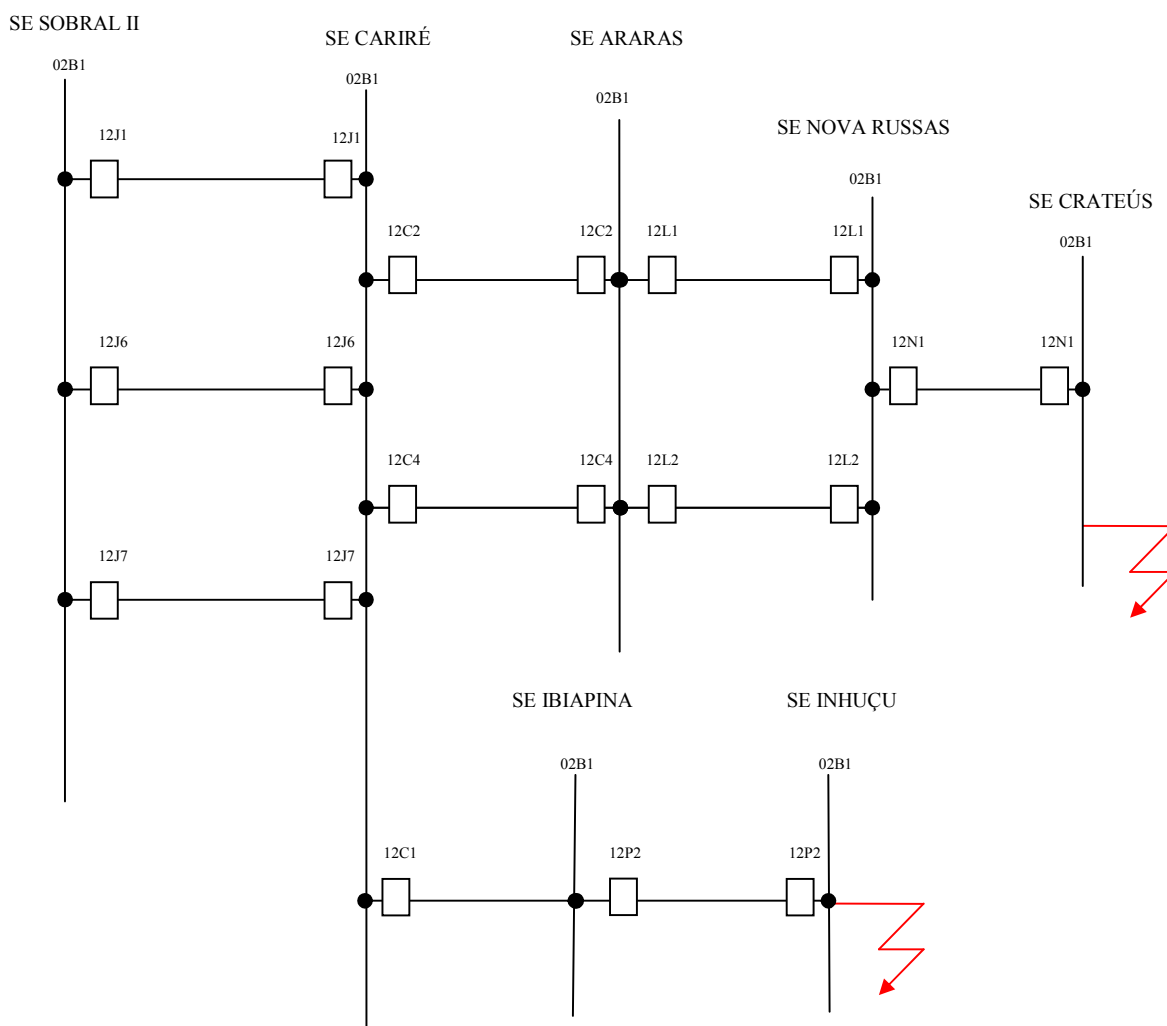 SE SOBRAL II
SE CARIRÉ
SE ARARAS
02B1
02B1
02B1
SE NOVA RUSSAS
12J1
12J1
02B1
SE CRATEÚS
12C2
12C2
12L1
12L1
02B1
12J6
12J6
12N1
12N1
12C4
12C4
12L2
12L2
12J7
12J7
SE IBIAPINA
SE INHUÇU
02B1
02B1
12C1
12P2
12P2